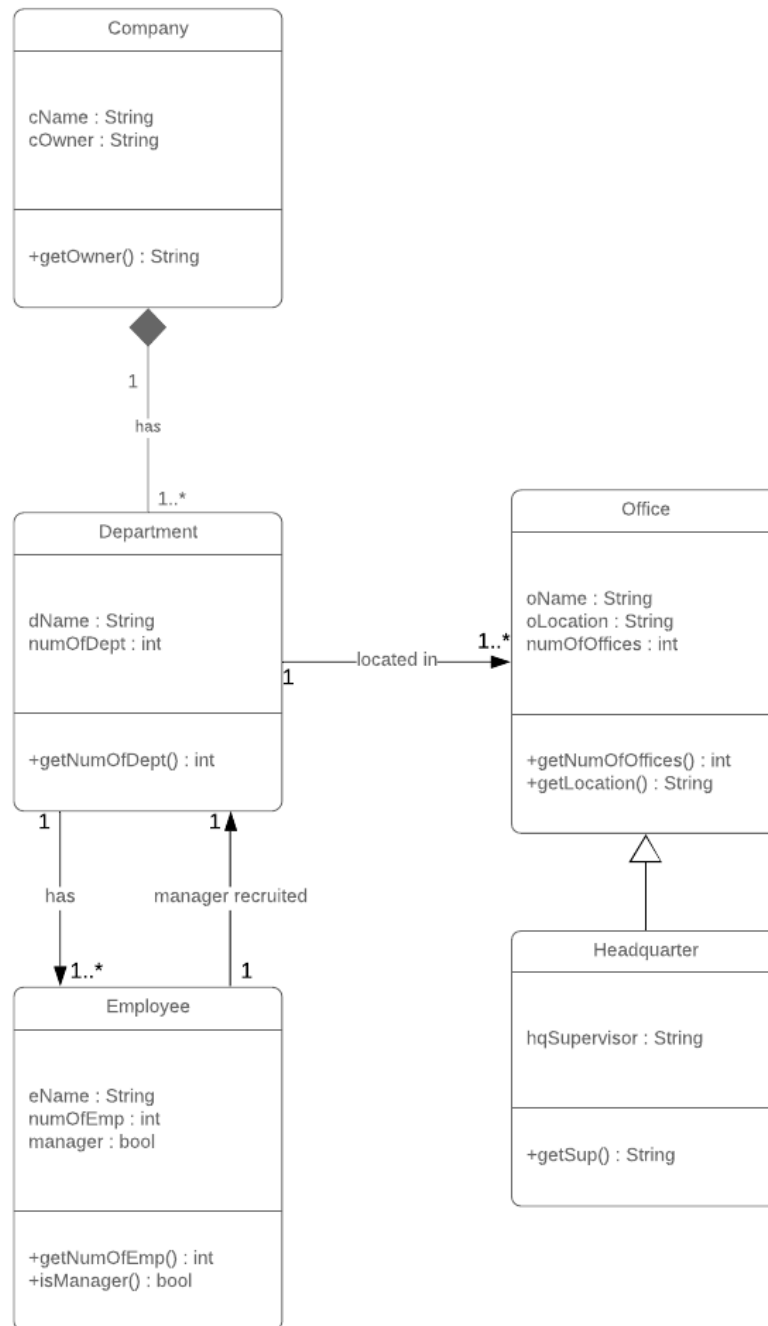 Company
cName : String
cOwner : String
+getOwner() : String
1
has
1..*
Department
dName : String
numOfDept : int
+getNumOfDept() : int
1
located in
1..*
Office
oName : String
oLocation : String
numOfOffices : int
+getNumOfOffices() : int
+getLocation() : String
1
has
1..*
1
manager recruited
1
Employee
eName : String
numOfEmp : int
manager : bool
+getNumOfEmp() : int
+isManager() : bool
Headquarter
hqSupervisor : String
+getSup() : String